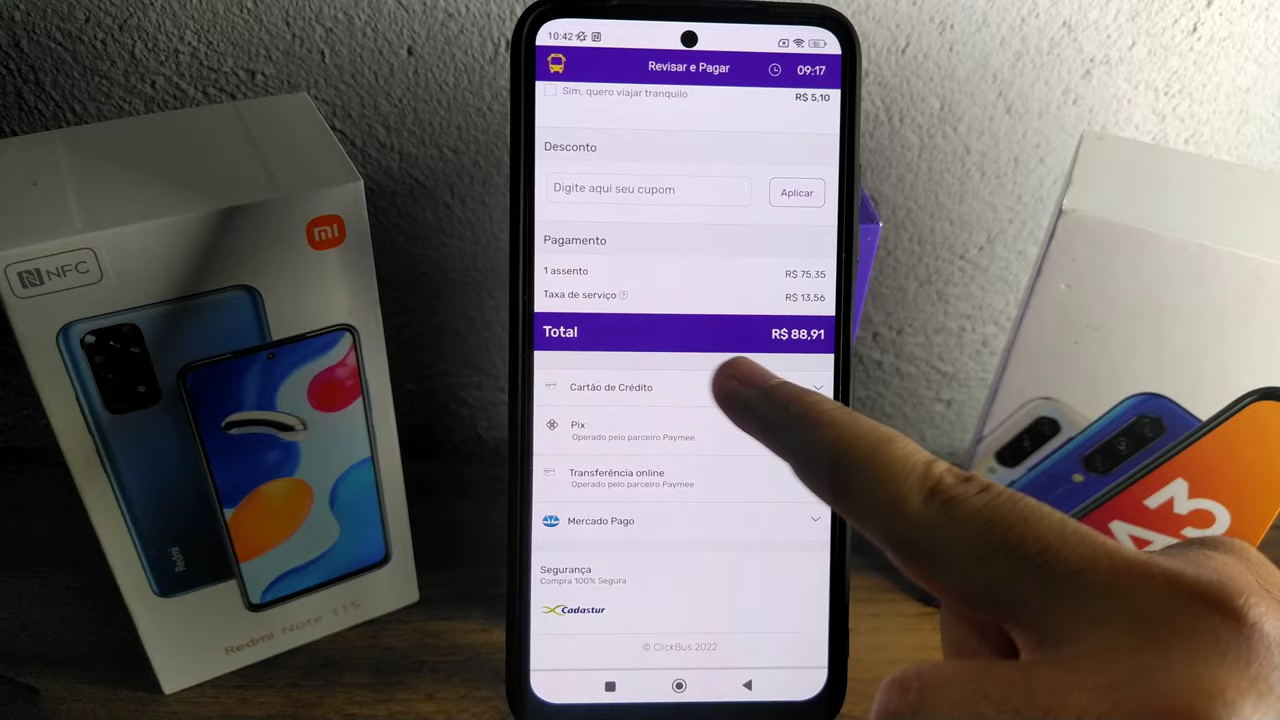 NFC
mi
Redmi
Redmi Note 11S
10:42
Revisar e Pagar
09:17
Sim, quero viajar tranquilo
R$ 5,10
Desconto
Digite aqui seu cupom
Aplicar
Pagamento
1 assento
R$ 75,35
Taxa de serviço
R$ 13,56
Total
R$ 88,91
Cartão de Crédito
Pix
Operado pelo parceiro Paymee
Transferência online
Operado pelo parceiro Paymee
Mercado Pago
Segurança
Compra 100% Segura
Cadastur
© ClickBus 2022
A3